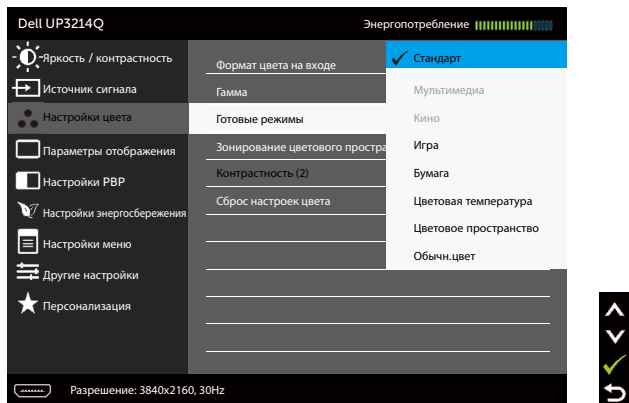 Dell UP3214Q
Энергопотребление
Яркость / контрастность
Источник сигнала
Настройки цвета
Параметры отображения
Настройки PBP
Настройки энергосбережения
Настройки меню
Другие настройки
Персонализация
Формат цвета на входе
Гамма
Готовые режимы
Зонирование цветового простра
Контрастность (2)
Сброс настроек цвета
Стандарт
Мультимедиа
Кино
Игра
Бумага
Цветовая температура
Цветовое пространство
Обычн.цвет
Разрешение: 3840x2160, 30Hz